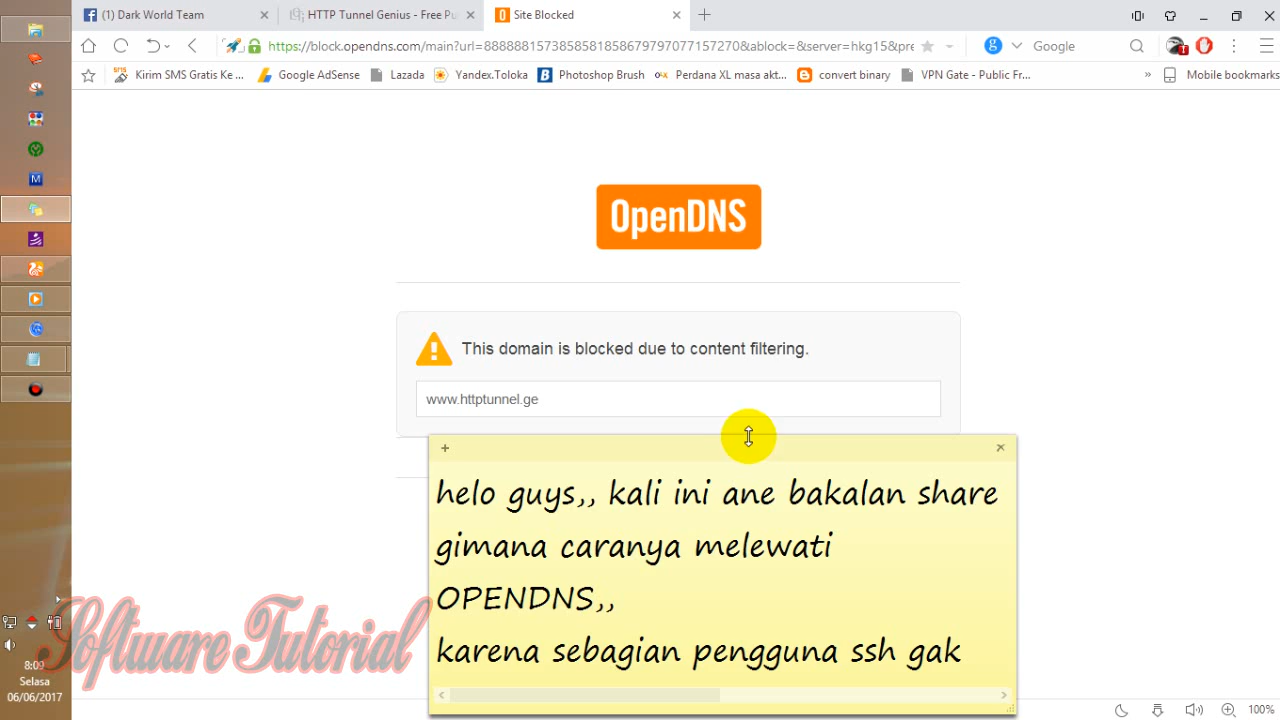 (1) Dark World Team
HTTP Tunnel Genius - Free Pu
Site Blocked
https://block.opendns.com/main?url=88888157385858185867979707715727​0&ablock=&server=hkg15&pre
Google
Kirim SMS Gratis Ke ...
Google AdSense
Lazada
Yandex.Toloka
Photoshop Brush
Perdana XL masa akt...
convert binary
VPN Gate - Public Fr...
»
Mobile bookmarks
OpenDNS
This domain is blocked due to content filtering.
www.httptunnel.ge
helo guys,, kali ini ane bakalan share
gimana caranya melewati
OPENDNS,,
karena sebagian pengguna ssh gak
Software Tutorial
8:09
Selasa
06/06/2017
100%